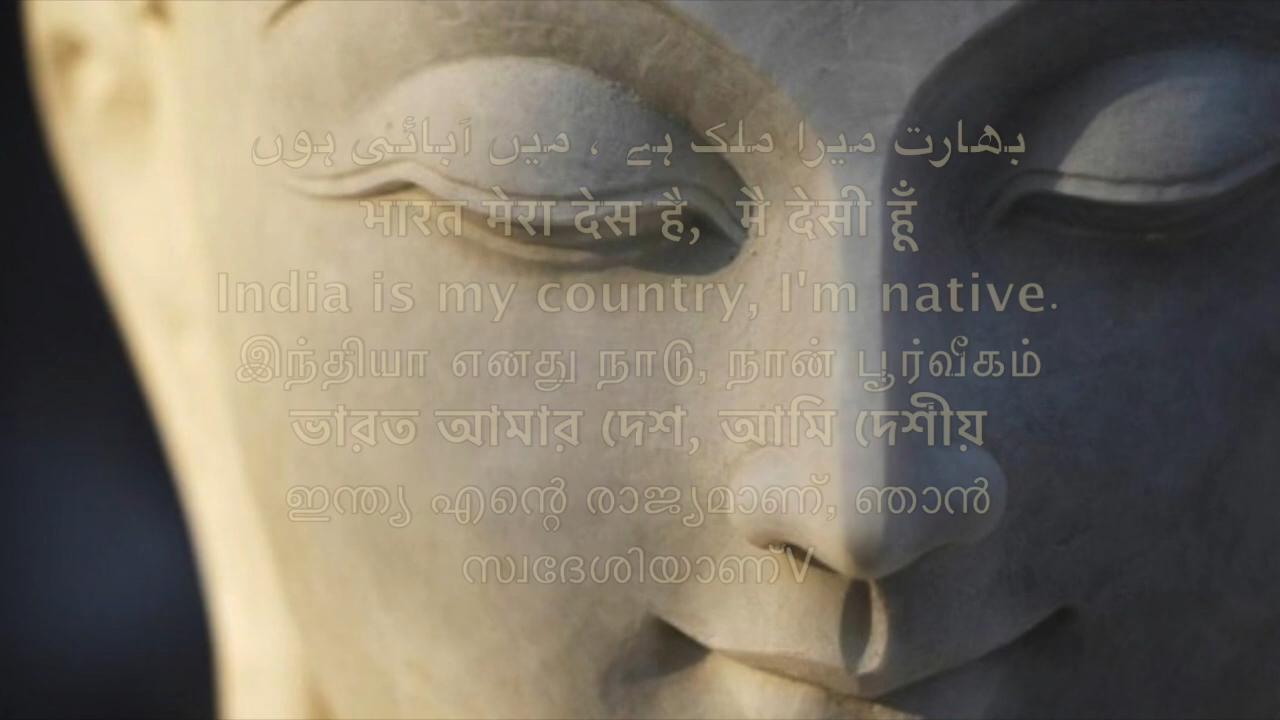 بھارت میرا ملک ہے ، میں آبائی ہوں
भारत मेरा देस है, मै देसी हूँ
India is my country, I'm native.
இந்தியா எனது நாடு, நான் பூர்வீகம்
ভারত আমার দেশ, আমি দেশীয়
ഇന്ത്യ എന്റെ രാജ്യമാണ്, ഞാൻ
സ്വദേശിയാണ്V